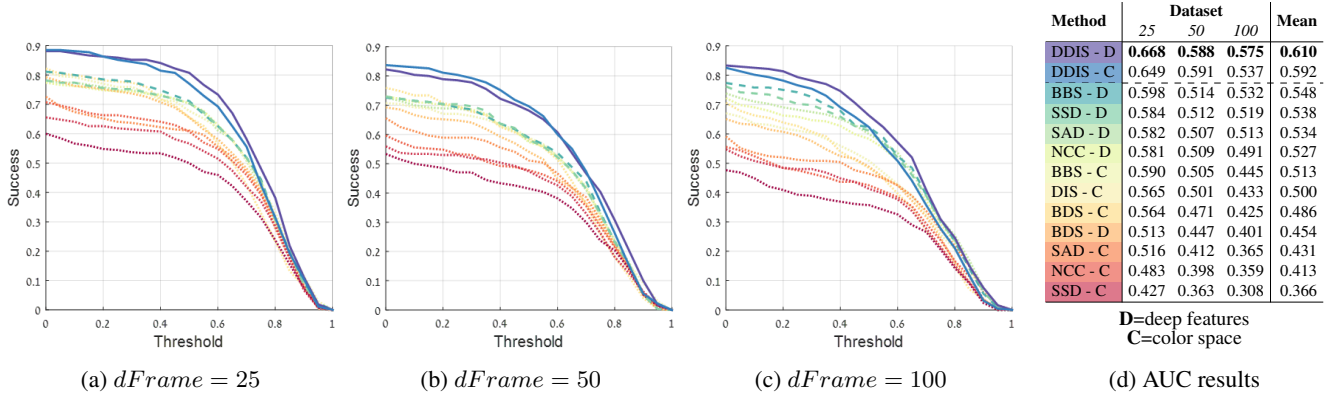 0.9
0.8
0.7
0.6
0.5
0.4
0.3
0.2
0.1
0
Success
0 0.2 0.4 0.6 0.8 1
Threshold
(a) dFrame = 25
0.9
0.8
0.7
0.6
0.5
0.4
0.3
0.2
0.1
0
Success
0 0.2 0.4 0.6 0.8 1
Threshold
(b) dFrame = 50
0.9
0.8
0.7
0.6
0.5
0.4
0.3
0.2
0.1
0
Success
0 0.2 0.4 0.6 0.8 1
Threshold
(c) dFrame = 100
Method Dataset Mean
25 50 100
DDIS - D 0.668 0.588 0.575 0.610
DDIS - C 0.649 0.591 0.537 0.592
BBS - D 0.598 0.514 0.532 0.548
SSD - D 0.584 0.512 0.519 0.538
SAD - D 0.582 0.507 0.513 0.534
NCC - D 0.581 0.509 0.491 0.527
BBS - C 0.590 0.505 0.445 0.513
DIS - C 0.565 0.501 0.433 0.500
BDS - C 0.564 0.471 0.425 0.486
BDS - D 0.513 0.447 0.401 0.454
SAD - C 0.516 0.412 0.365 0.431
NCC - C 0.483 0.398 0.359 0.413
SSD - C 0.427 0.363 0.308 0.366
D=deep features
C=color space
(d) AUC results